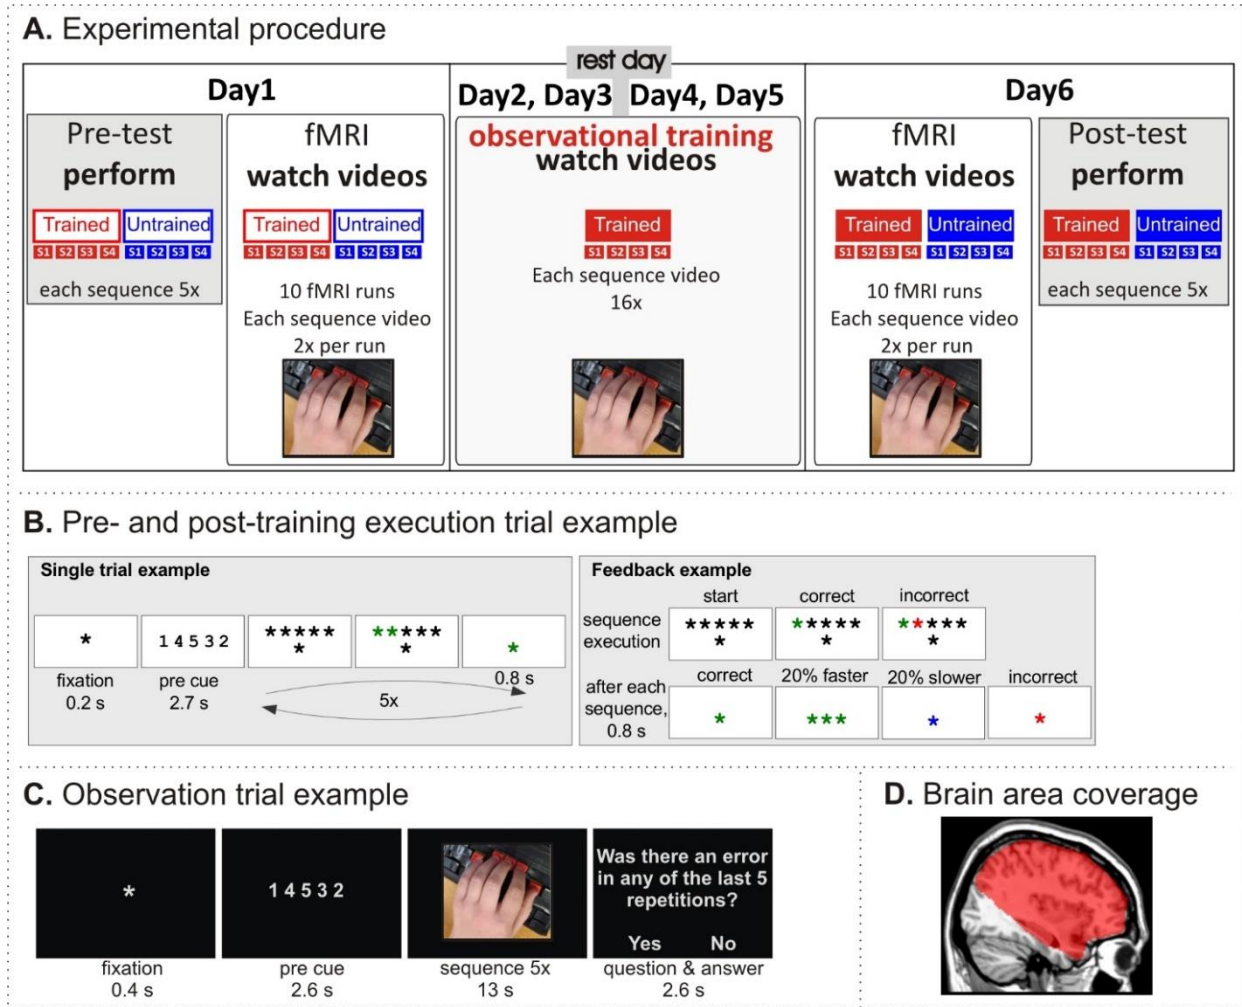 A. Experimental procedure
rest day
Day1
Day2, Day3 Day4, Day5
Day6
Pre-test
perform
Trained Untrained
S1 S2 S3 S4 S1 S2 S3 S4
each sequence 5x
fMRI
watch videos
Trained Untrained
S1 S2 S3 S4 S1 S2 S3 S4
10 fMRI runs
Each sequence video
2x per run
observational training
watch videos
Trained
S1 S2 S3 S4
Each sequence video
16x
fMRI
watch videos
Trained Untrained
S1 S2 S3 S4 S1 S2 S3 S4
10 fMRI runs
Each sequence video
2x per run
Post-test
perform
Trained Untrained
S1 S2 S3 S4 S1 S2 S3 S4
each sequence 5x
B. Pre- and post-training execution trial example
Single trial example
*
1 4 5 3 2
*****
*
*****
*
*
fixation
0.2 s
pre cue
2.7 s
5x
0.8 s
Feedback example
start correct incorrect
sequence
execution
*****
*
*****
*
*****
*
correct 20% faster 20% slower incorrect
after each
sequence,
0.8 s
* *** * *
C. Observation trial example
*
1 4 5 3 2
Was there an error
in any of the last 5
repetitions?
Yes No
fixation
0.4 s
pre cue
2.6 s
sequence 5x
13 s
question & answer
2.6 s
D. Brain area coverage